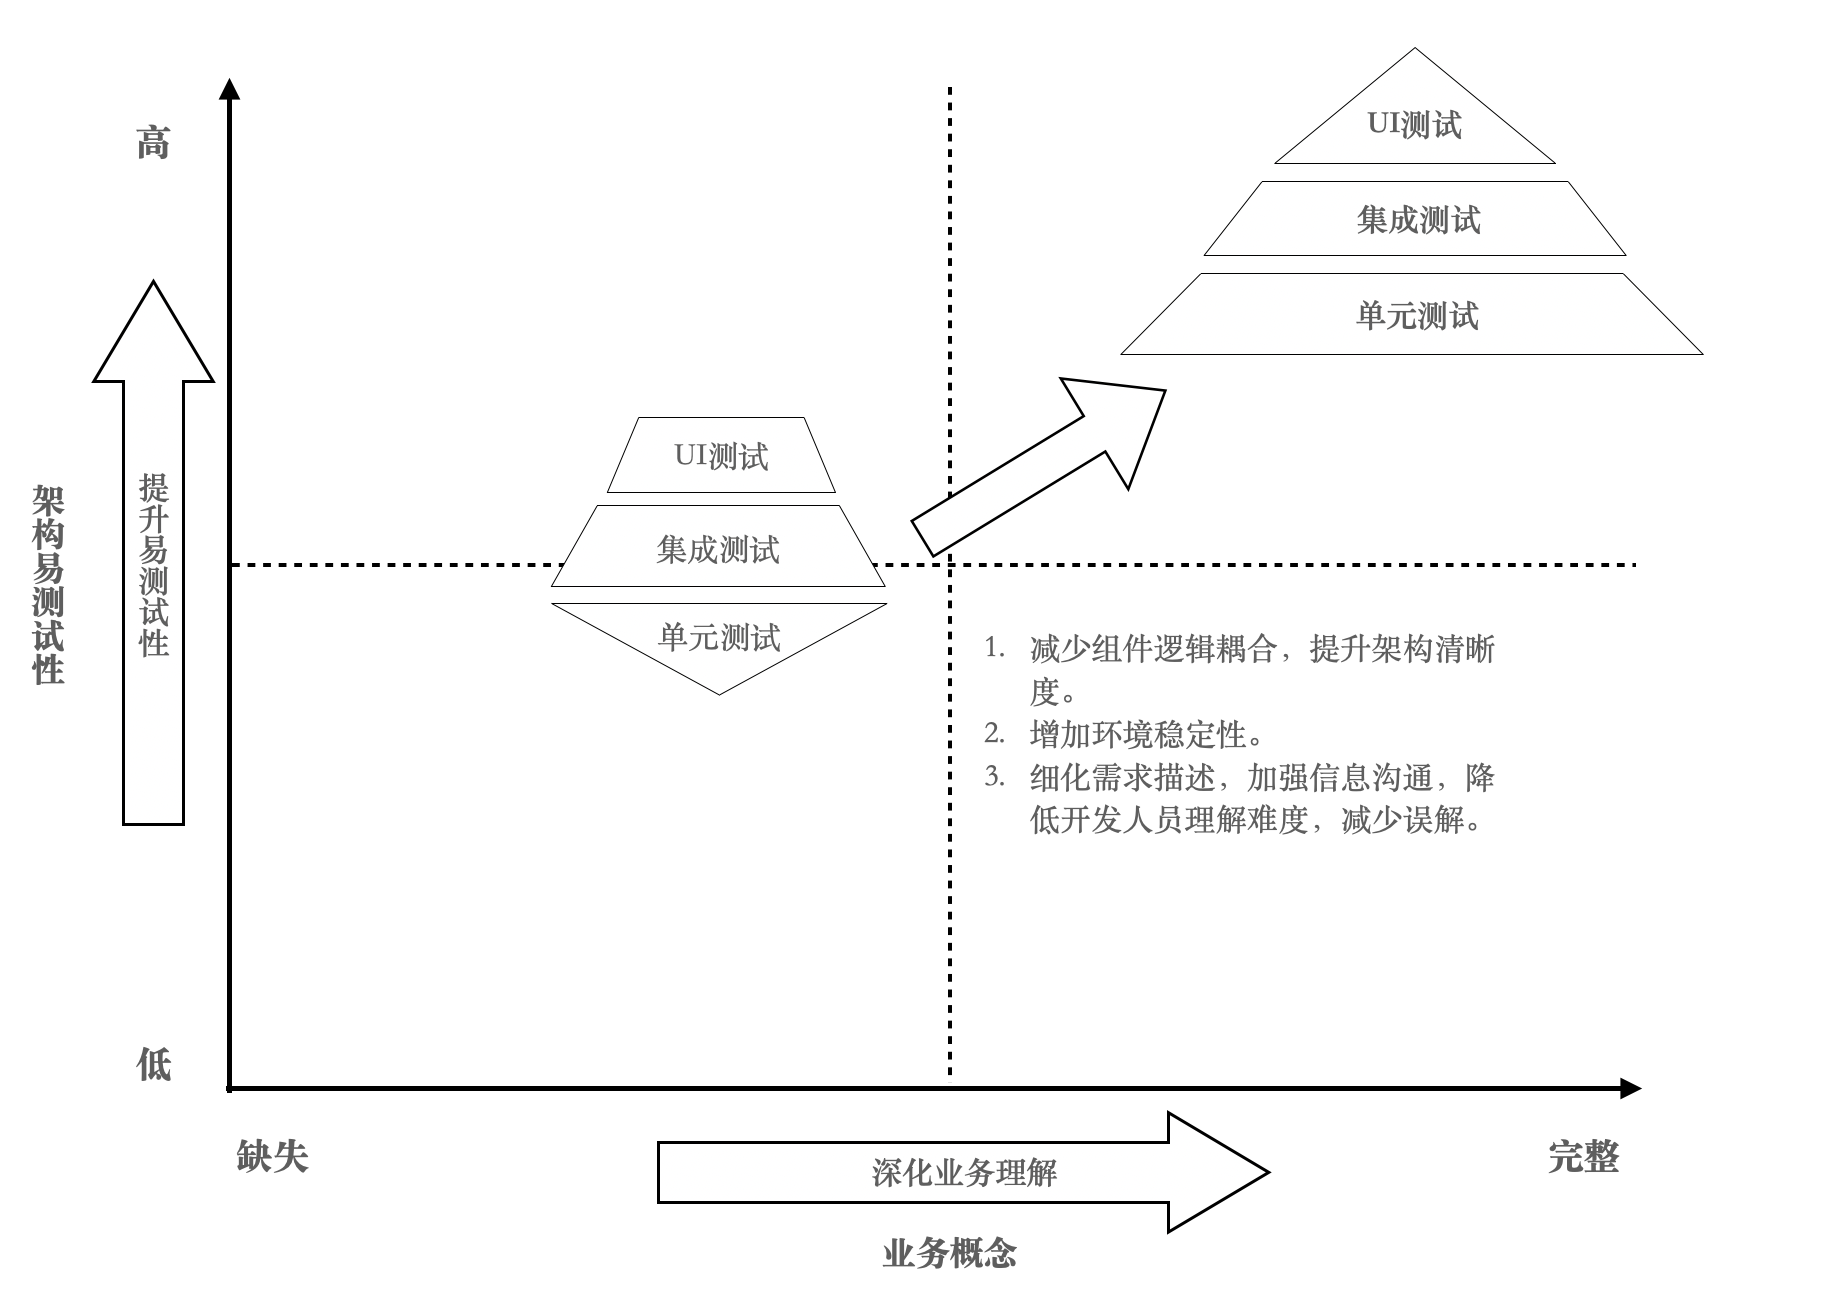 高
UI测试
集成测试
单元测试
UI测试
集成测试
单元测试
架构易测试性
提升易测试性
1. 减少组件逻辑耦合，提升架构清晰
度。
2. 增加环境稳定性。
3. 细化需求描述，加强信息沟通，降
低开发人员理解难度，减少误解。
低
缺失
深化业务理解
完整
业务概念